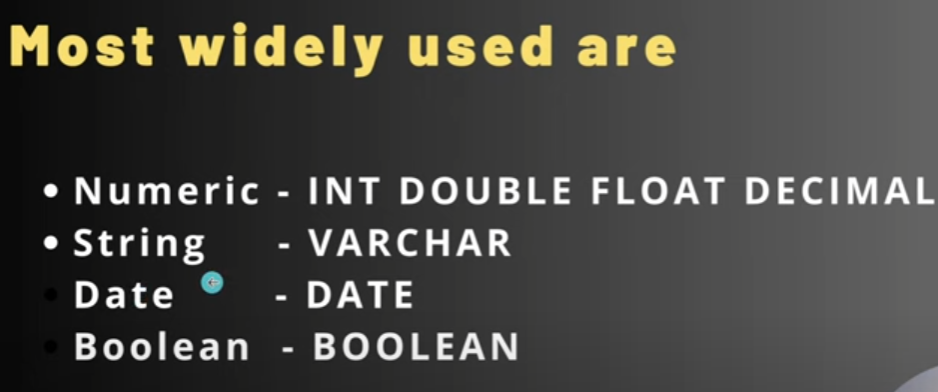 Most widely used are
• Numeric - INT DOUBLE FLOAT DECIMAL
• String - VARCHAR
• Date - DATE
• Boolean - BOOLEAN